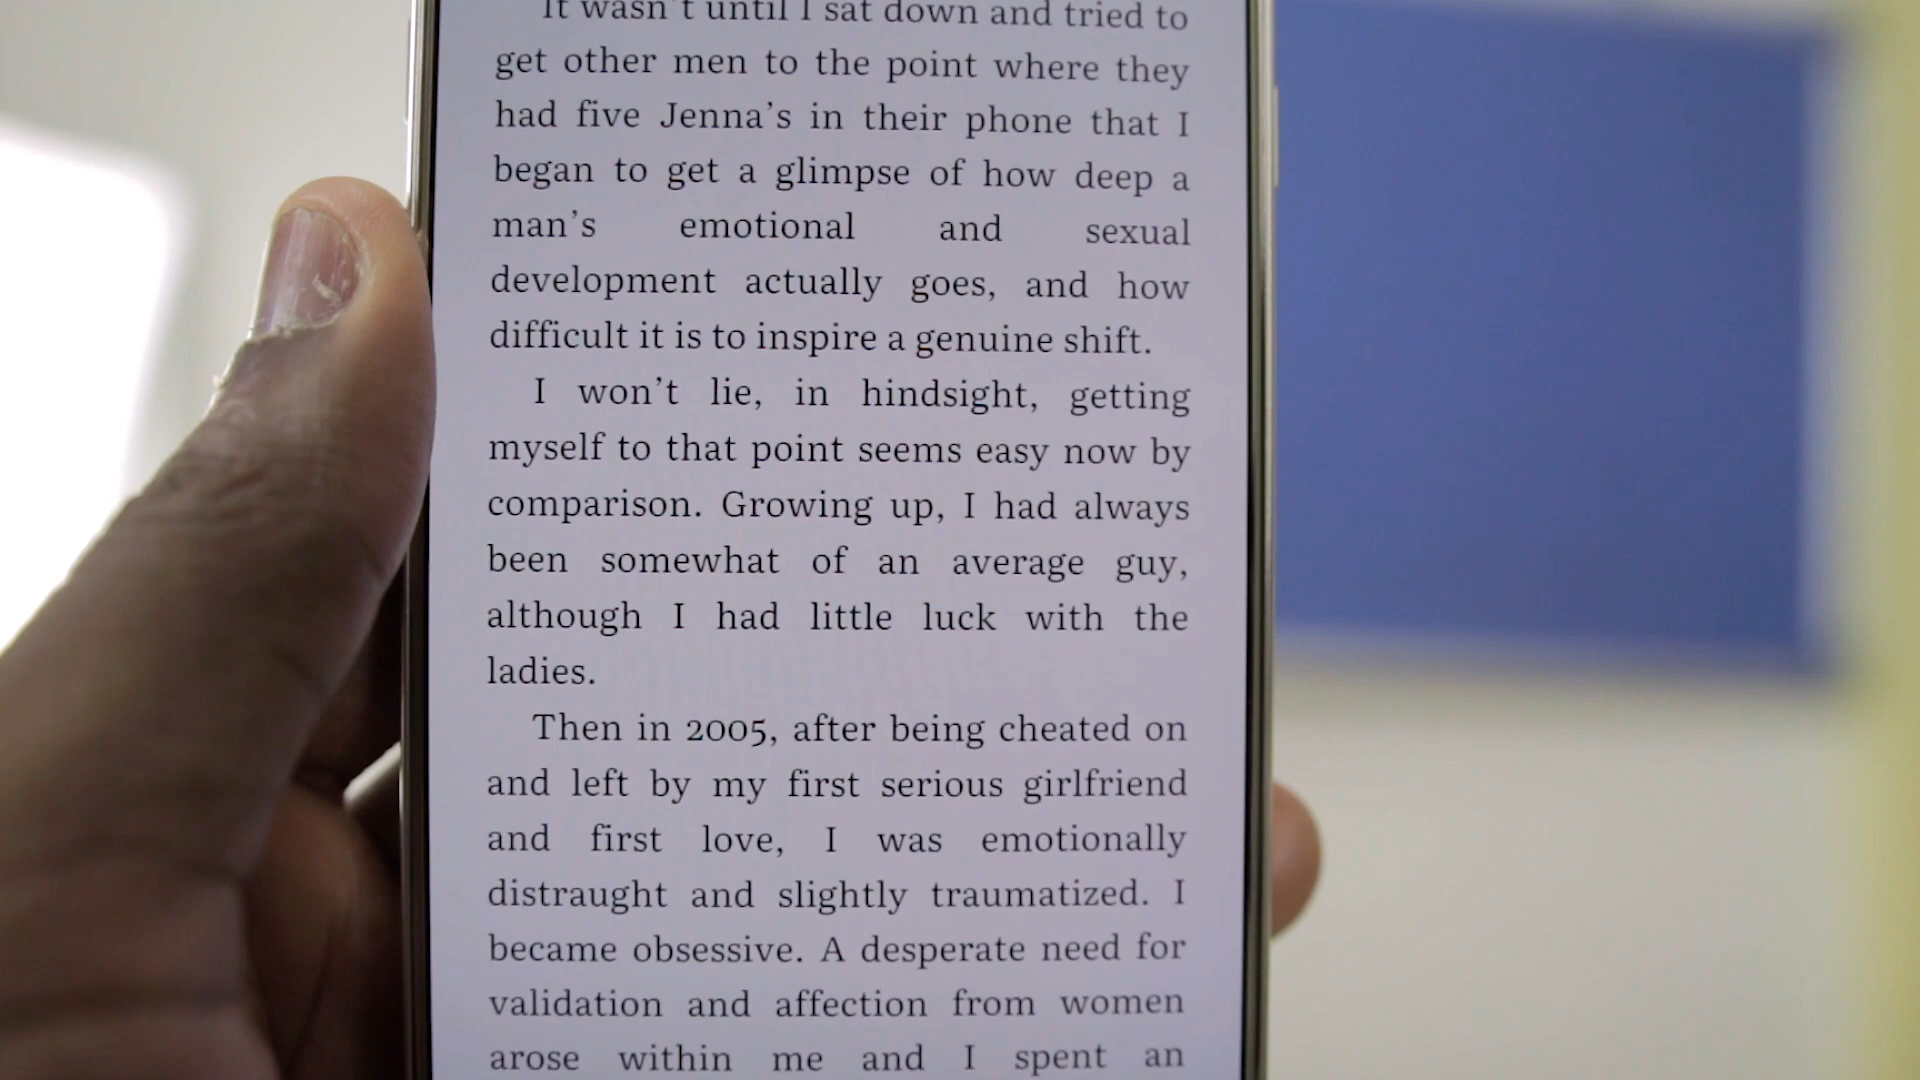 It wasn't until I sat down and tried to
get other men to the point where they
had five Jenna’s in their phone that I
began to get a glimpse of how deep a
man’s emotional and sexual
development actually goes, and how
difficult it is to inspire a genuine shift.
I won’t lie, in hindsight, getting
myself to that point seems easy now by
comparison. Growing up, I had always
been somewhat of an average guy,
although I had little luck with the
ladies.
Then in 2005, after being cheated on
and left by my first serious girlfriend
and first love, I was emotionally
distraught and slightly traumatized. I
became obsessive. A desperate need for
validation and affection from women
arose within me and I spent an